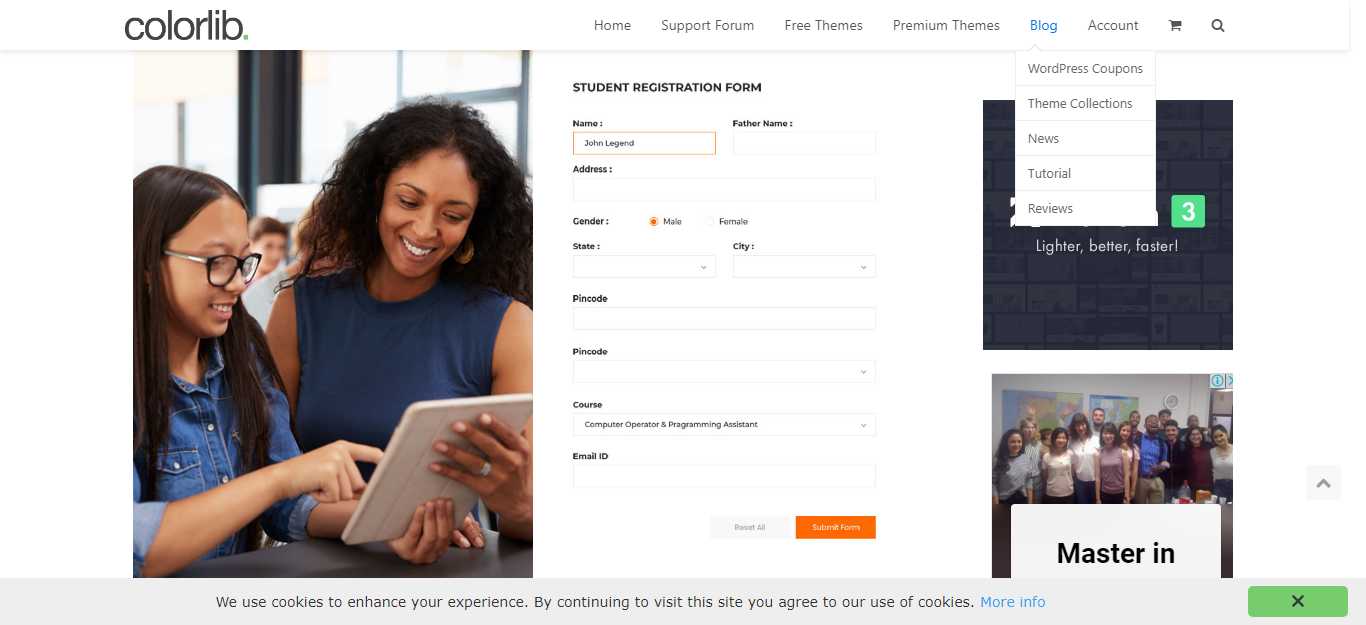 colorlib.
Home Support Forum Free Themes Premium Themes Blog Account
WordPress Coupons
Theme Collections
News
Tutorial
Reviews
STUDENT REGISTRATION FORM
Name : Father Name :
John Legend
Address :
Gender : Male Female
State : City :
Pincode
Pincode
Course
Computer Operator & Pragramming Assistant
Email ID
Reset All Submit Form
3
Lighter, better, faster!
Master in
We use cookies to enhance your experience. By continuing to visit this site you agree to our use of cookies. More info